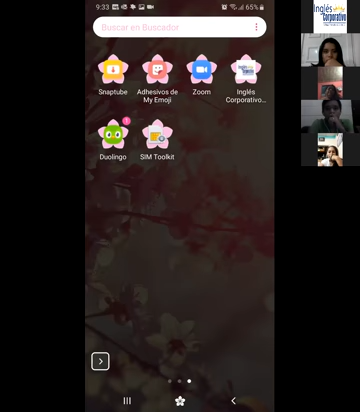 9:33
65%
Buscar en Buscador
Snaptube
Adhesivos de
My Emoji
Zoom
Inglés
Corporativo...
Duolingo
SIM Toolkit
Inglés
Corporativo